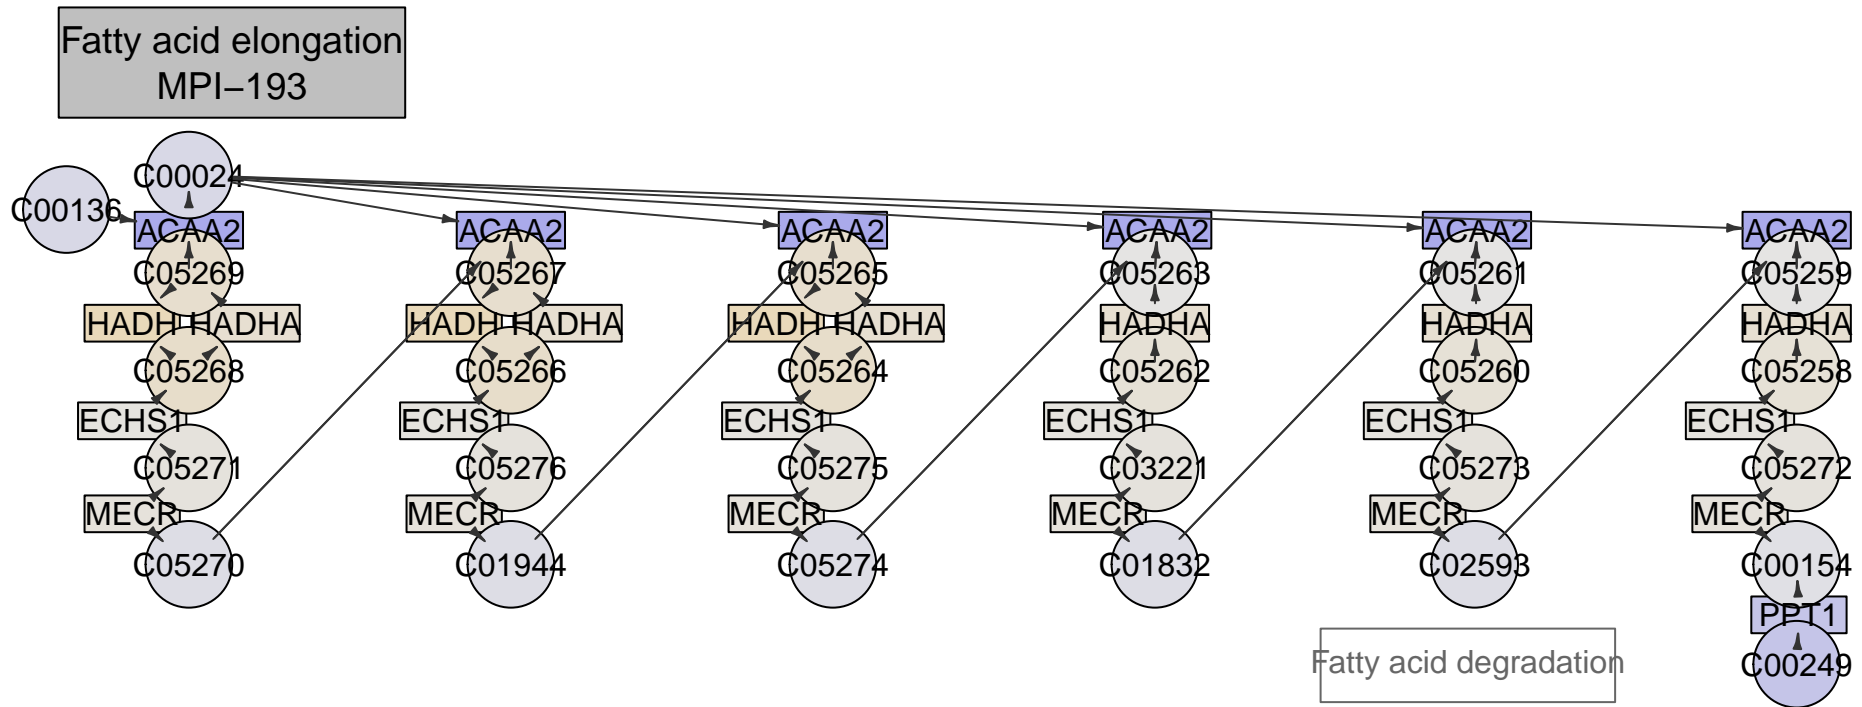 Fatty acid elongation
MPI−193
C00024
C00136
ACAA2 ACAA2 ACAA2 ACAA2 ACAA2 ACAA2
C05269 C05267 C05265 C05263 C05261 C05259
HADH HADHA HADH HADHA HADH HADHA HADHA HADHA HADHA
C05268 C05266 C05264 C05262 C05260 C05258
ECHS1 ECHS1 ECHS1 ECHS1 ECHS1 ECHS1
C05271 C05276 C05275 C03221 C05273 C05272
MECR MECR MECR MECR MECR MECR
C05270 C01944 C05274 C01832 C02593 C00154
PPT1
Fatty acid degradation C00249